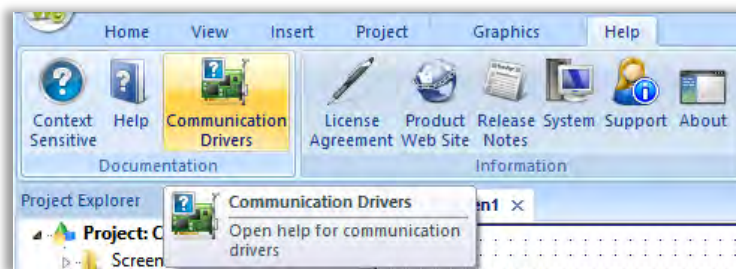 Home View Insert Project Graphics Help
Context Help Communication License Product Release System Support About
Sensitive Drivers Agreement Web Site Notes
Documentation Information
Project Explorer Communication Drivers en1 ×
Project: C Open help for communication
Screen drivers